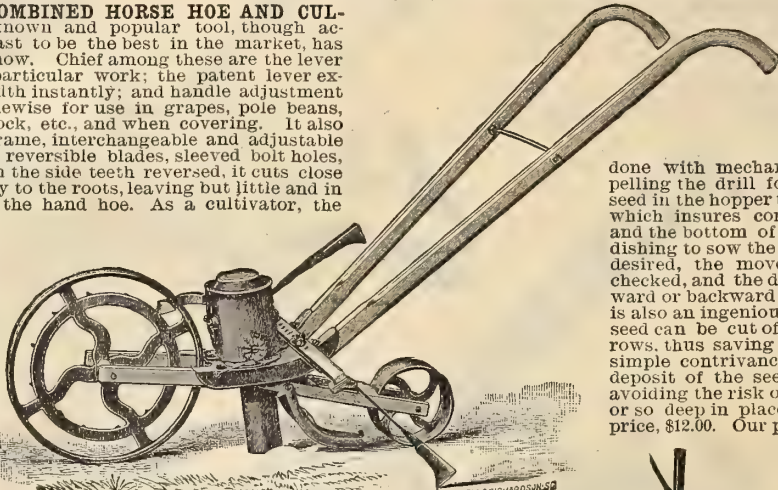 OMBINED HORSE HOE AND CUL-
nown and popular tool, though ac-
ast to be the best in the market, has
now. Chief among these are the lever
particular work; the patent lever ex-
lth instantly; and handle adjustment
ewise for use in grapes, pole beans,
ock, etc., and when covering. It also
rame, interchangeable and adjustable
reversible blades, sleeved bolt holes,
n the side teeth reversed, it cuts close
y to the roots, leaving but little and in
the hand hoe. As a cultivator, the
done with mechan
pelling the drill fo
seed in the hopper t
which insures con
and the bottom of
dishing to sow the
desired, the move
checked, and the d
ward or backward
is also an ingeniou
seed can be cut of
rows, thus saving
simple contrivanc
deposit of the see
avoiding the risk o
or so deep in place
price, $12.00. Our p